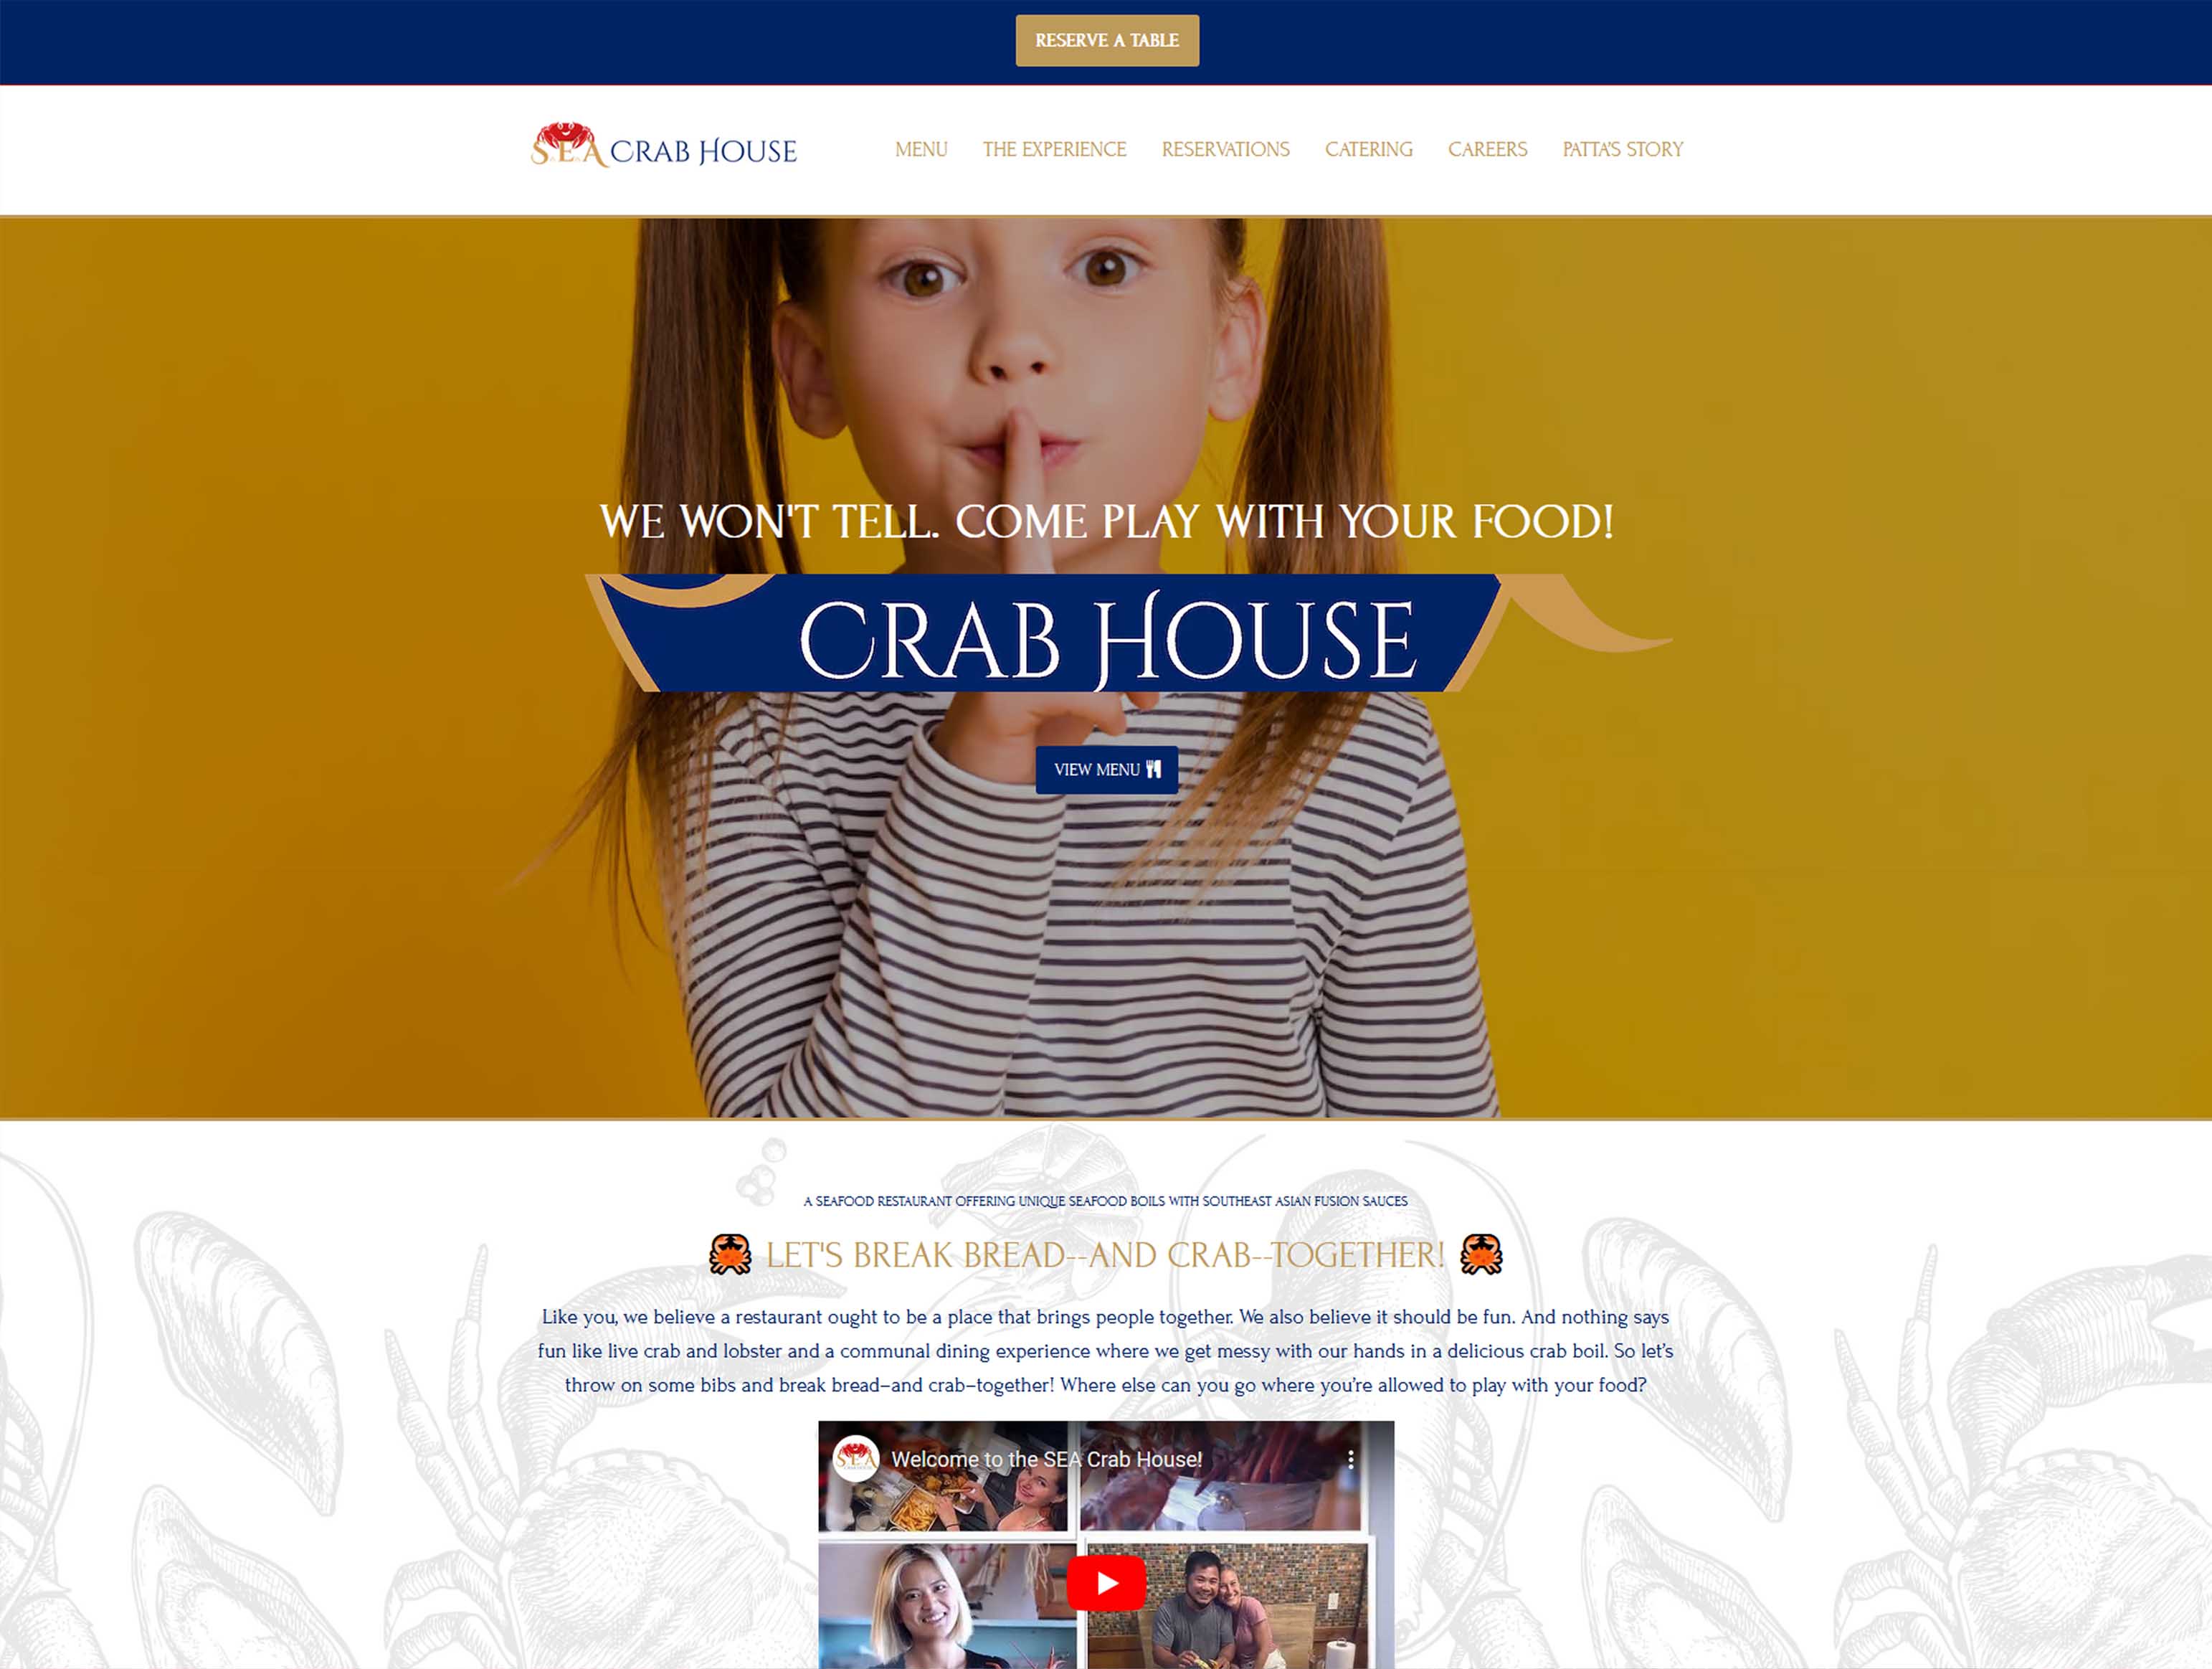 RESERVE A TABLE
SEA CRAB HOUSE
MENU THE EXPERIENCE RESERVATIONS CATERING CAREERS PATTA'S STORY
WE WON'T TELL. COME PLAY WITH YOUR FOOD!
CRAB HOUSE
VIEW MENU
A SEAFOOD RESTAURANT OFFERING UNIQUE SEAFOOD BOILS WITH SOUTHEAST ASIAN FUSION SAUCES
LET'S BREAK BREAD--AND CRAB--TOGETHER!
Like you, we believe a restaurant ought to be a place that brings people together. We also believe it should be fun. And nothing says
fun like live crab and lobster and a communal dining experience where we get messy with our hands in a delicious crab boil. So let’s
throw on some bibs and break bread–and crab–together! Where else can you go where you’re allowed to play with your food?
SEA
Welcome to the SEA Crab House!